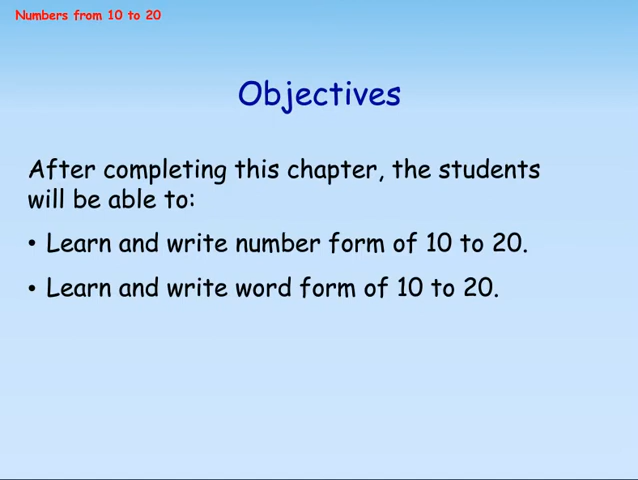 Numbers from 10 to 20
Objectives
After completing this chapter, the students
will be able to:
• Learn and write number form of 10 to 20.
• Learn and write word form of 10 to 20.